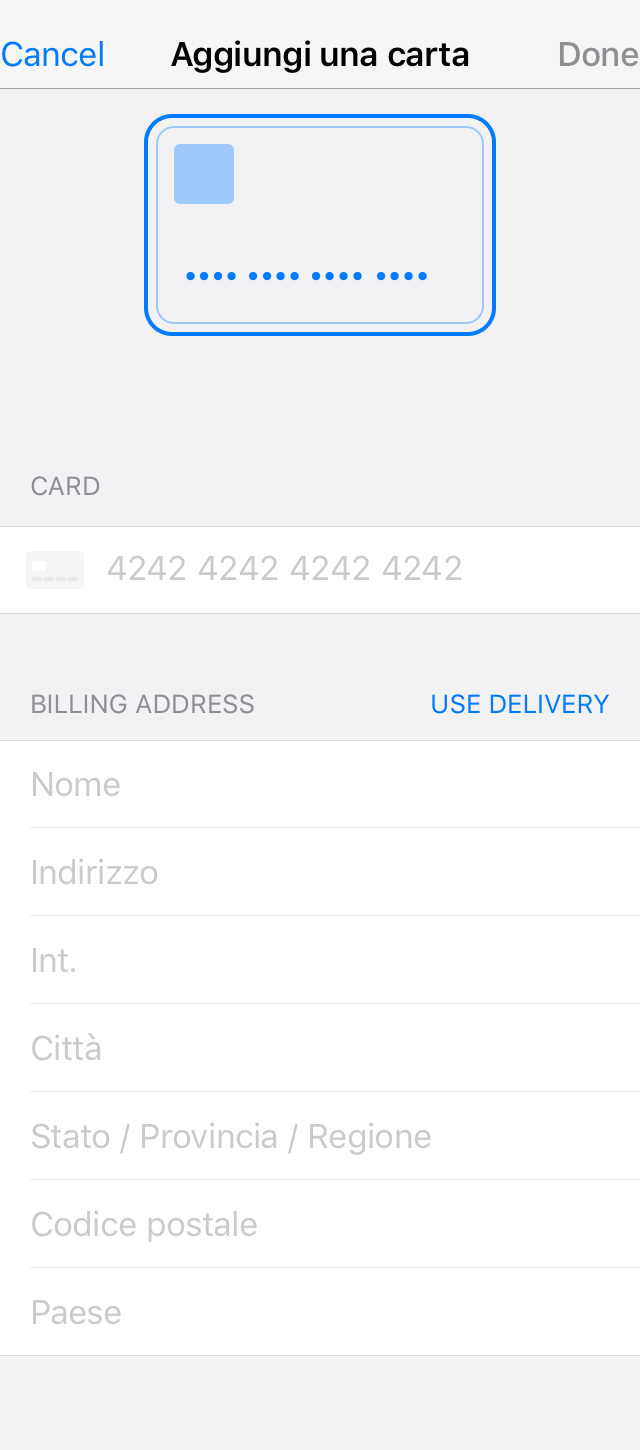 Cancel Aggiungi una carta Done
•••• •••• •••• ••••
CARD
4242 4242 4242 4242
BILLING ADDRESS USE DELIVERY
Nome
Indirizzo
Int.
Città
Stato / Provincia / Regione
Codice postale
Paese